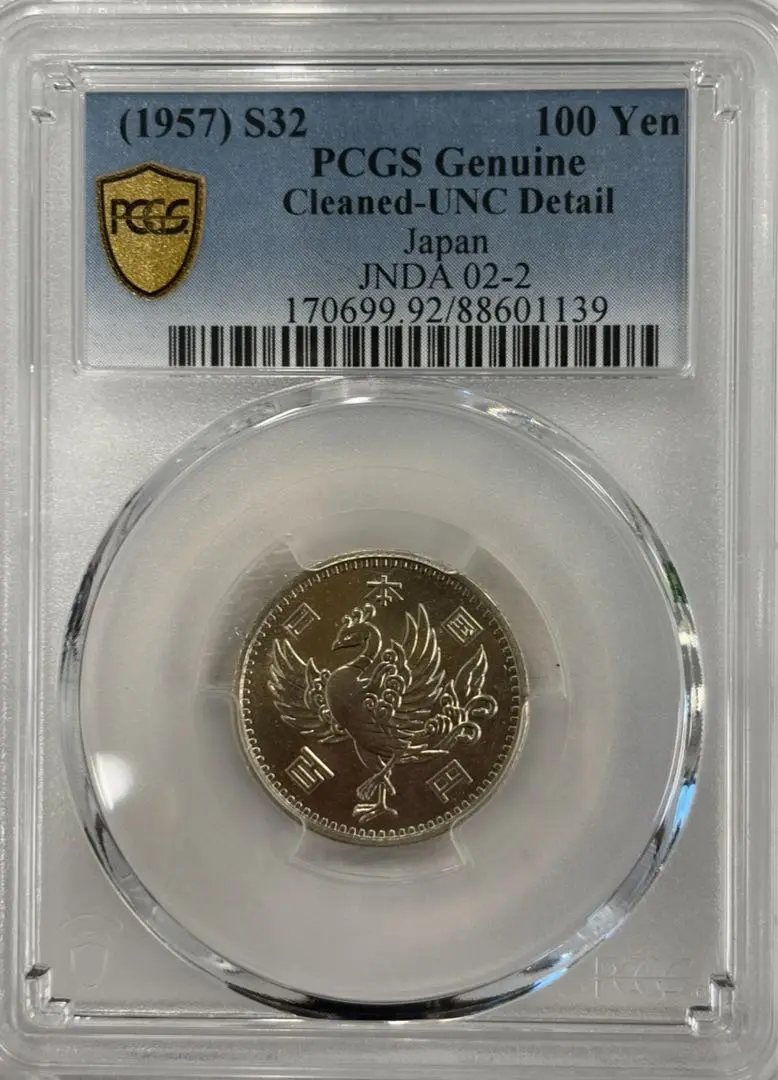 (1957) S32 100 Yen
PCGS Genuine
Cleaned-UNC Detail
PCGS
Japan
JNDA 02-2
170699.92/88601139
日本国
百円
PCGS